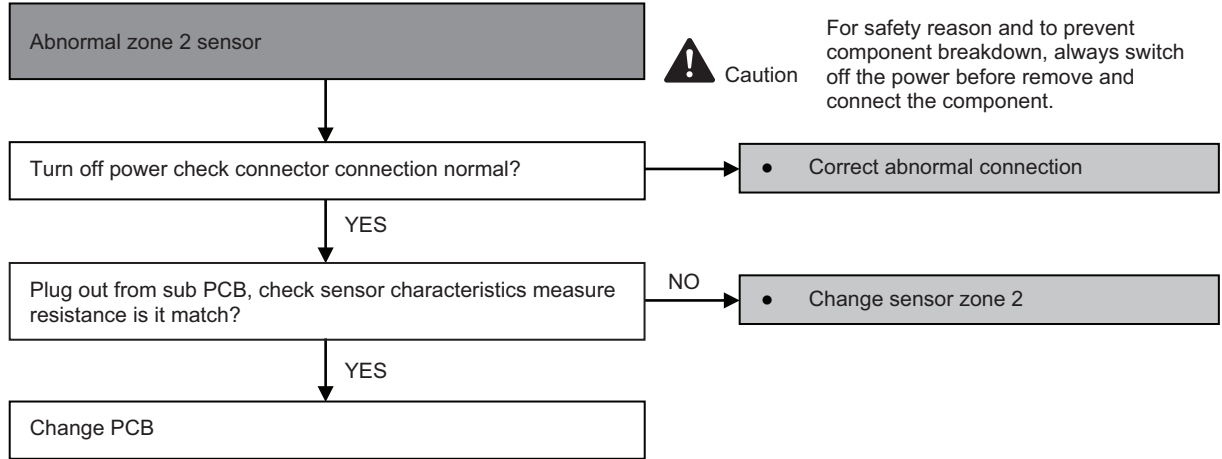 Abnormal zone 2 sensor
Caution
For safety reason and to prevent
component breakdown, always switch
off the power before remove and
connect the component.
Turn off power check connector connection normal?
● Correct abnormal connection
YES
Plug out from sub PCB, check sensor characteristics measure
resistance is it match?
NO
● Change sensor zone 2
YES
Change PCB